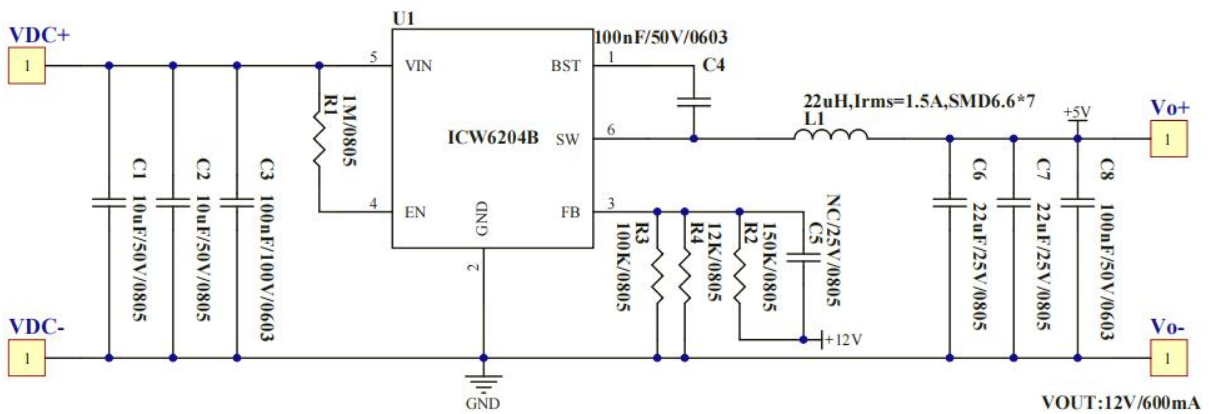 VDC+
1
U1
100nF/50V/0603
5
VIN
BST
1
C4
R1
1M/0805
22uH,Irms=1.5A,SMD6.6*7
L1
+5V
Vo+
1
ICW6204B
SW
6
C1
10uF/50V/0805
C2
10uF/50V/0805
C3
100nF/100V/0603
4
EN
GND
2
FB
3
R3
100K/0805
R4
12K/0805
R2
150K/0805
C5
NC/25V/0805
C6
22uF/25V/0805
C7
22uF/25V/0805
C8
100nF/50V/0603
VDC-
1
+12V
Vo-
1
GND
VOUT:12V/600mA